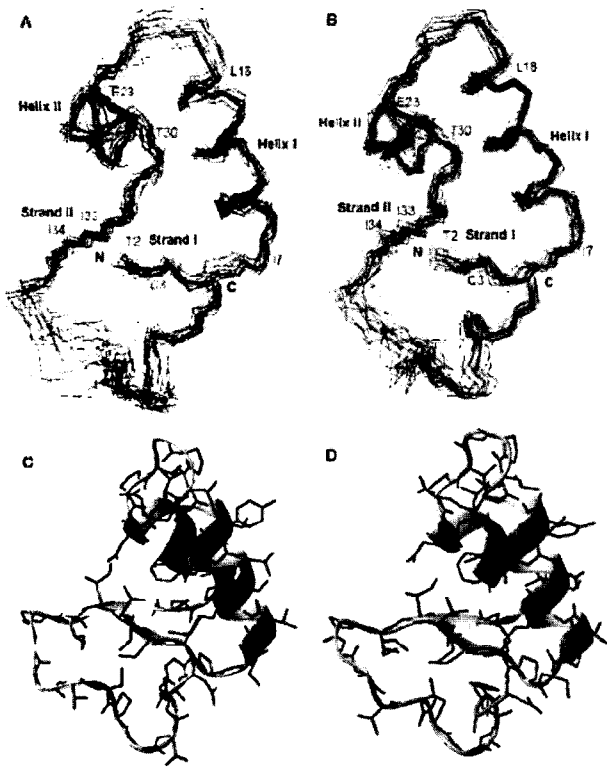 A
L18
E23
Helix II
T30
Helix I
Strand II I33
I34
T2 Strand I
N
I7
C3
C
B
L18
E23
Helix II
T30
Helix I
Strand II I33
I34
T2 Strand I
N
I7
C3
C
C
D